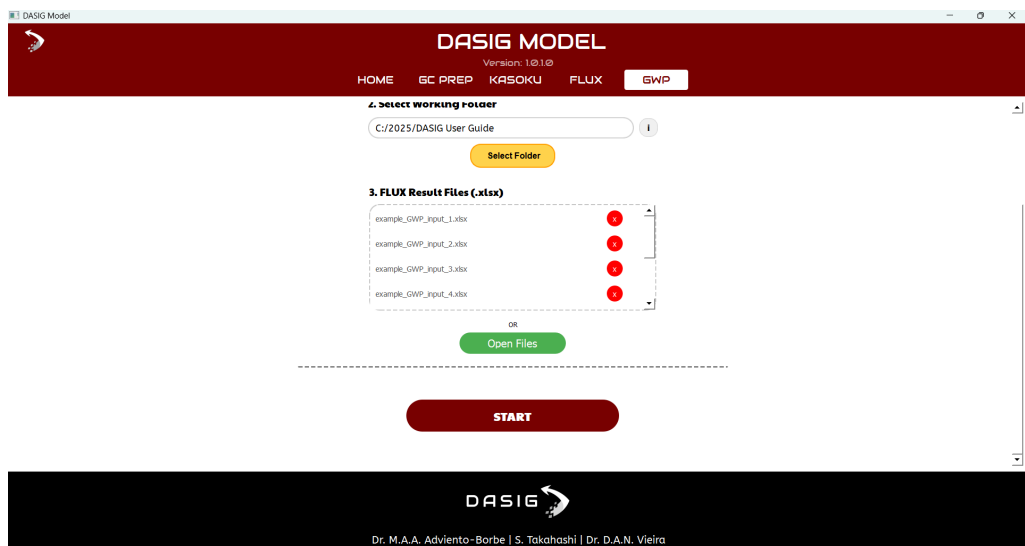 DASIG Model
DASIG MODEL
Version: 1.0.1.0
HOME GC PREP KASOKU FLUX GWP
2. Select Working Folder
C:/2025/DASIG User Guide i
Select Folder
3. FLUX Result Files (.xlsx)
example_GWP_input_1.xlsx x
example_GWP_input_2.xlsx x
example_GWP_input_3.xlsx x
example_GWP_input_4.xlsx x
OR
Open Files
START
DASIG
Dr. M.A.A. Adviento-Borbe | S. Takahashi | Dr. D.A.N. Vieira